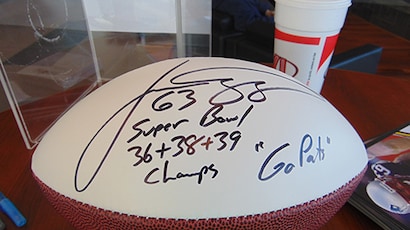 63
Super Bowl
36+38+39
Champs
"Go Pats"